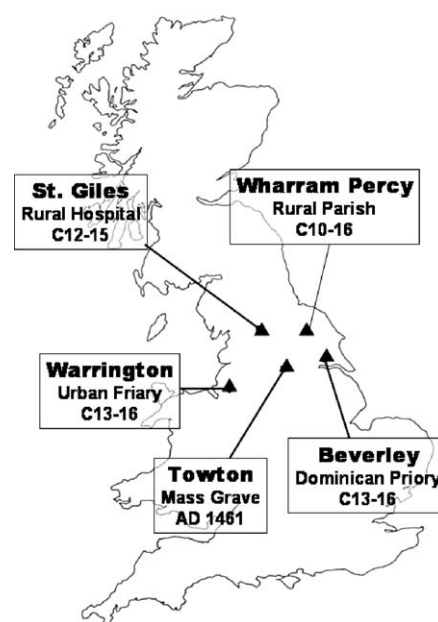 St. Giles
Rural Hospital
C12-15
Wharram Percy
Rural Parish
C10-16
Warrington
Urban Friary
C13-16
Towton
Mass Grave
AD 1461
Beverley
Dominican Priory
C13-16